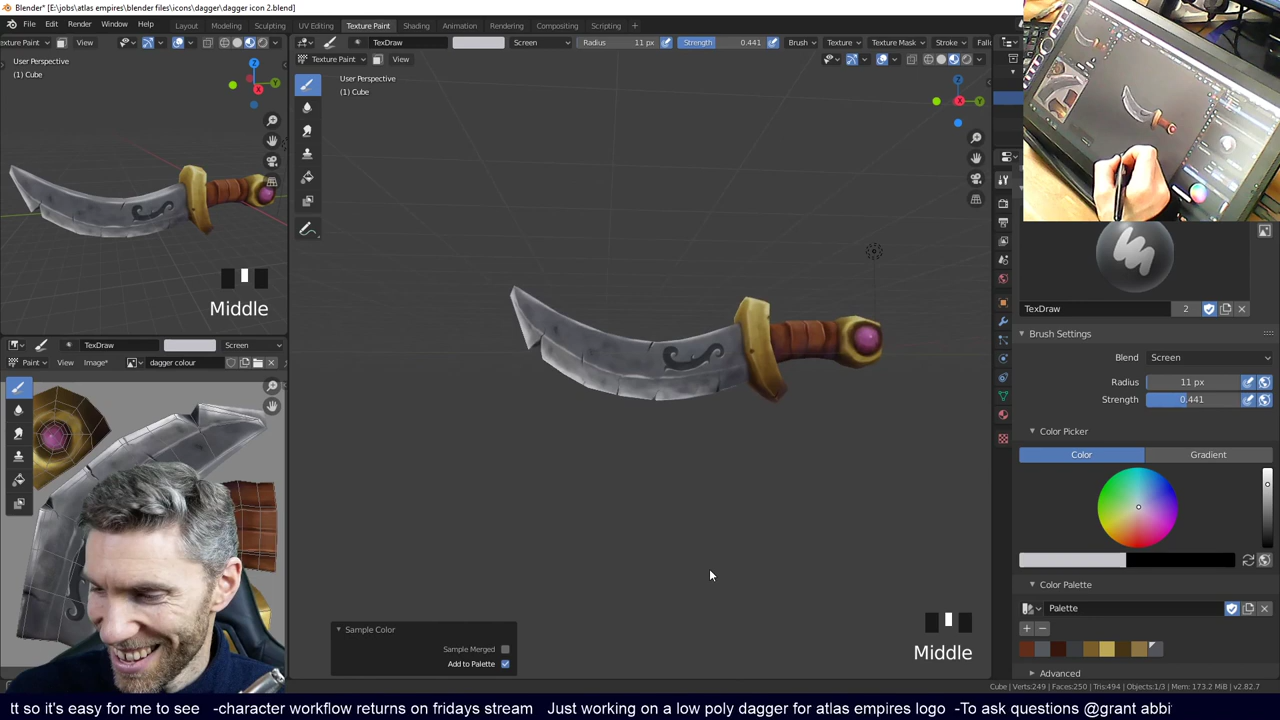 Blender* [E:\jobs\atlas empires\blender files\icons\dagger\dagger icon 2.blend]
File Edit Render Window Help Layout Modeling Sculpting UV Editing Texture Paint Shading Animation Rendering Compositing Scripting
exture Paint View TexDraw Screen Radius 11 px Strength 0.441 Brush Texture Texture Mask Stroke Fall
Texture Paint View
User Perspective
(1) Cube
User Perspective
(1) Cube
Z
Y
X
Z
X
Y
Middle
TexDraw Screen
Paint View Image* dagger colour
Sample Color
Sample Merged
Add to Palette
Middle
TexDraw 2
Brush Settings
Blend Screen
Radius 11 px
Strength 0.441
Color Picker
Color Gradient
Color Palette
Palette
Advanced
Cube | Verts:249 | Faces:250 | Tris:494 | Objects:1/3 | Mem: 173.2 MiB | v2.82.7
tt so it's easy for me to see -character workflow returns on fridays stream Just working on a low poly dagger for atlas empires logo -To ask questions @grant abbi